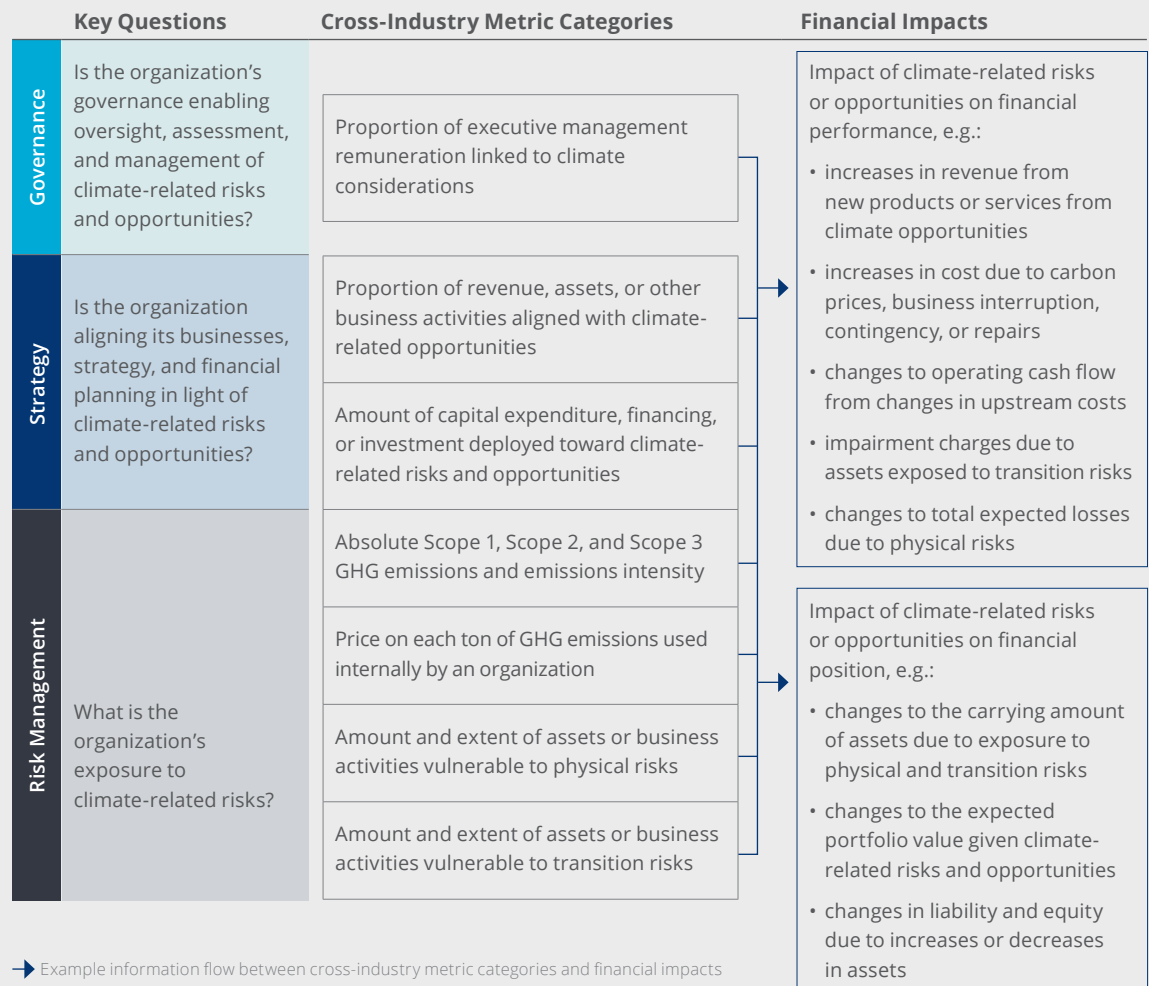 Key Questions
Cross-Industry Metric Categories
Financial Impacts
Governance
Is the organization’s
governance enabling
oversight, assessment,
and management of
climate-related risks
and opportunities?
Proportion of executive management
remuneration linked to climate
considerations
Strategy
Is the organization
aligning its businesses,
strategy, and financial
planning in light of
climate-related risks
and opportunities?
Proportion of revenue, assets, or other
business activities aligned with climate-
related opportunities
Amount of capital expenditure, financing,
or investment deployed toward climate-
related risks and opportunities
Risk Management
What is the
organization’s
exposure to
climate-related risks?
Absolute Scope 1, Scope 2, and Scope 3
GHG emissions and emissions intensity
Price on each ton of GHG emissions used
internally by an organization
Amount and extent of assets or business
activities vulnerable to physical risks
Amount and extent of assets or business
activities vulnerable to transition risks
Impact of climate-related risks
or opportunities on financial
performance, e.g.:
• increases in revenue from
new products or services from
climate opportunities
• increases in cost due to carbon
prices, business interruption,
contingency, or repairs
• changes to operating cash flow
from changes in upstream costs
• impairment charges due to
assets exposed to transition risks
• changes to total expected losses
due to physical risks
Impact of climate-related risks
or opportunities on financial
position, e.g.:
• changes to the carrying amount
of assets due to exposure to
physical and transition risks
• changes to the expected
portfolio value given climate-
related risks and opportunities
• changes in liability and equity
due to increases or decreases
in assets
Example information flow between cross-industry metric categories and financial impacts